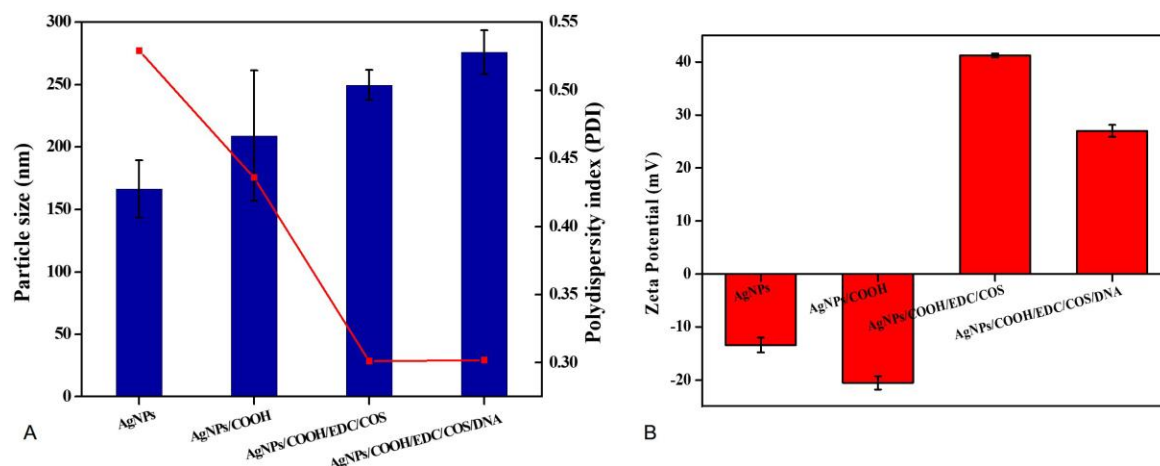 300
250
200
150
100
50
0
Particle size (nm)
0.55
0.50
0.45
0.40
0.35
0.30
Polydispersity index (PDI)
AgNPs
AgNPs/COOH
AgNPs/COOH/EDC/COS
AgNPs/COOH/EDC/COS/DNA
A
40
30
20
10
0
-10
-20
Zeta Potential (mV)
AgNPs
AgNPs/COOH
AgNPs/COOH/EDC/COS
AgNPs/COOH/EDC/COS/DNA
B